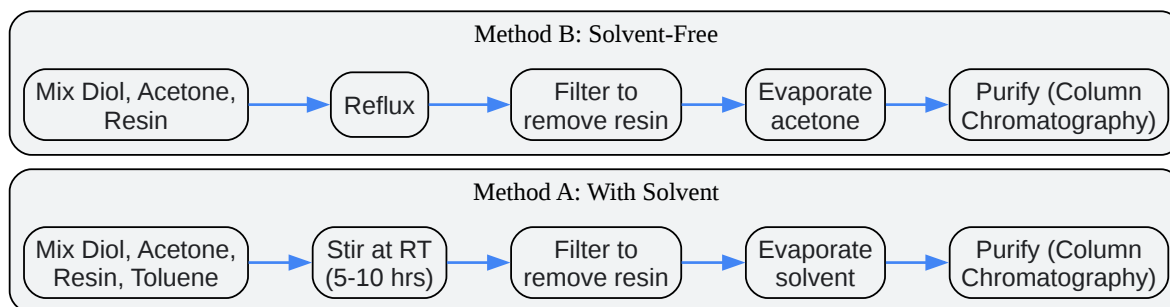 Method B: Solvent-Free
Mix Diol, Acetone,
Resin
Reflux
Filter to
remove resin
Evaporate
acetone
Purify (Column
Chromatography)
Method A: With Solvent
Mix Diol, Acetone,
Resin, Toluene
Stir at RT
(5-10 hrs)
Filter to
remove resin
Evaporate
solvent
Purify (Column
Chromatography)